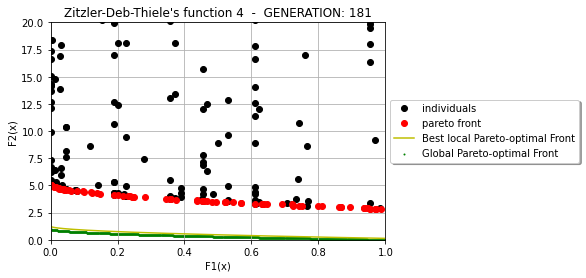 Zitzler-Deb-Thiele's function 4 - GENERATION: 181
20.0
17.5
15.0
12.5
10.0
7.5
5.0
2.5
0.0
F2(x)
0.0 0.2 0.4 0.6 0.8 1.0
F1(x)
individuals
pareto front
Best local Pareto-optimal Front
Global Pareto-optimal Front